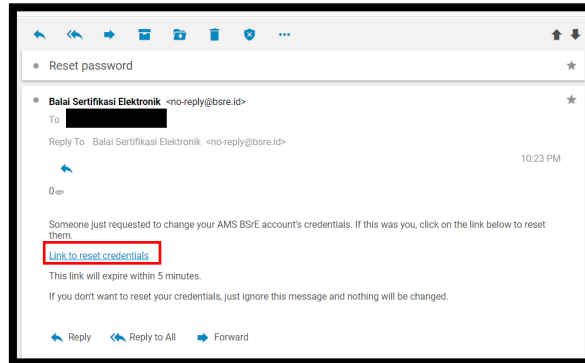 Reset password
Balai Sertifikasi Elektronik <no-reply@bsre.id>
To
Reply To Balai Sertifikasi Elektronik <no-reply@bsre.id>
10:23 PM
0
Someone just requested to change your AMS BSrE account's credentials. If this was you, click on the link below to reset
them.
Link to reset credentials
This link will expire within 5 minutes.
If you don't want to reset your credentials, just ignore this message and nothing will be changed.
Reply Reply to All Forward